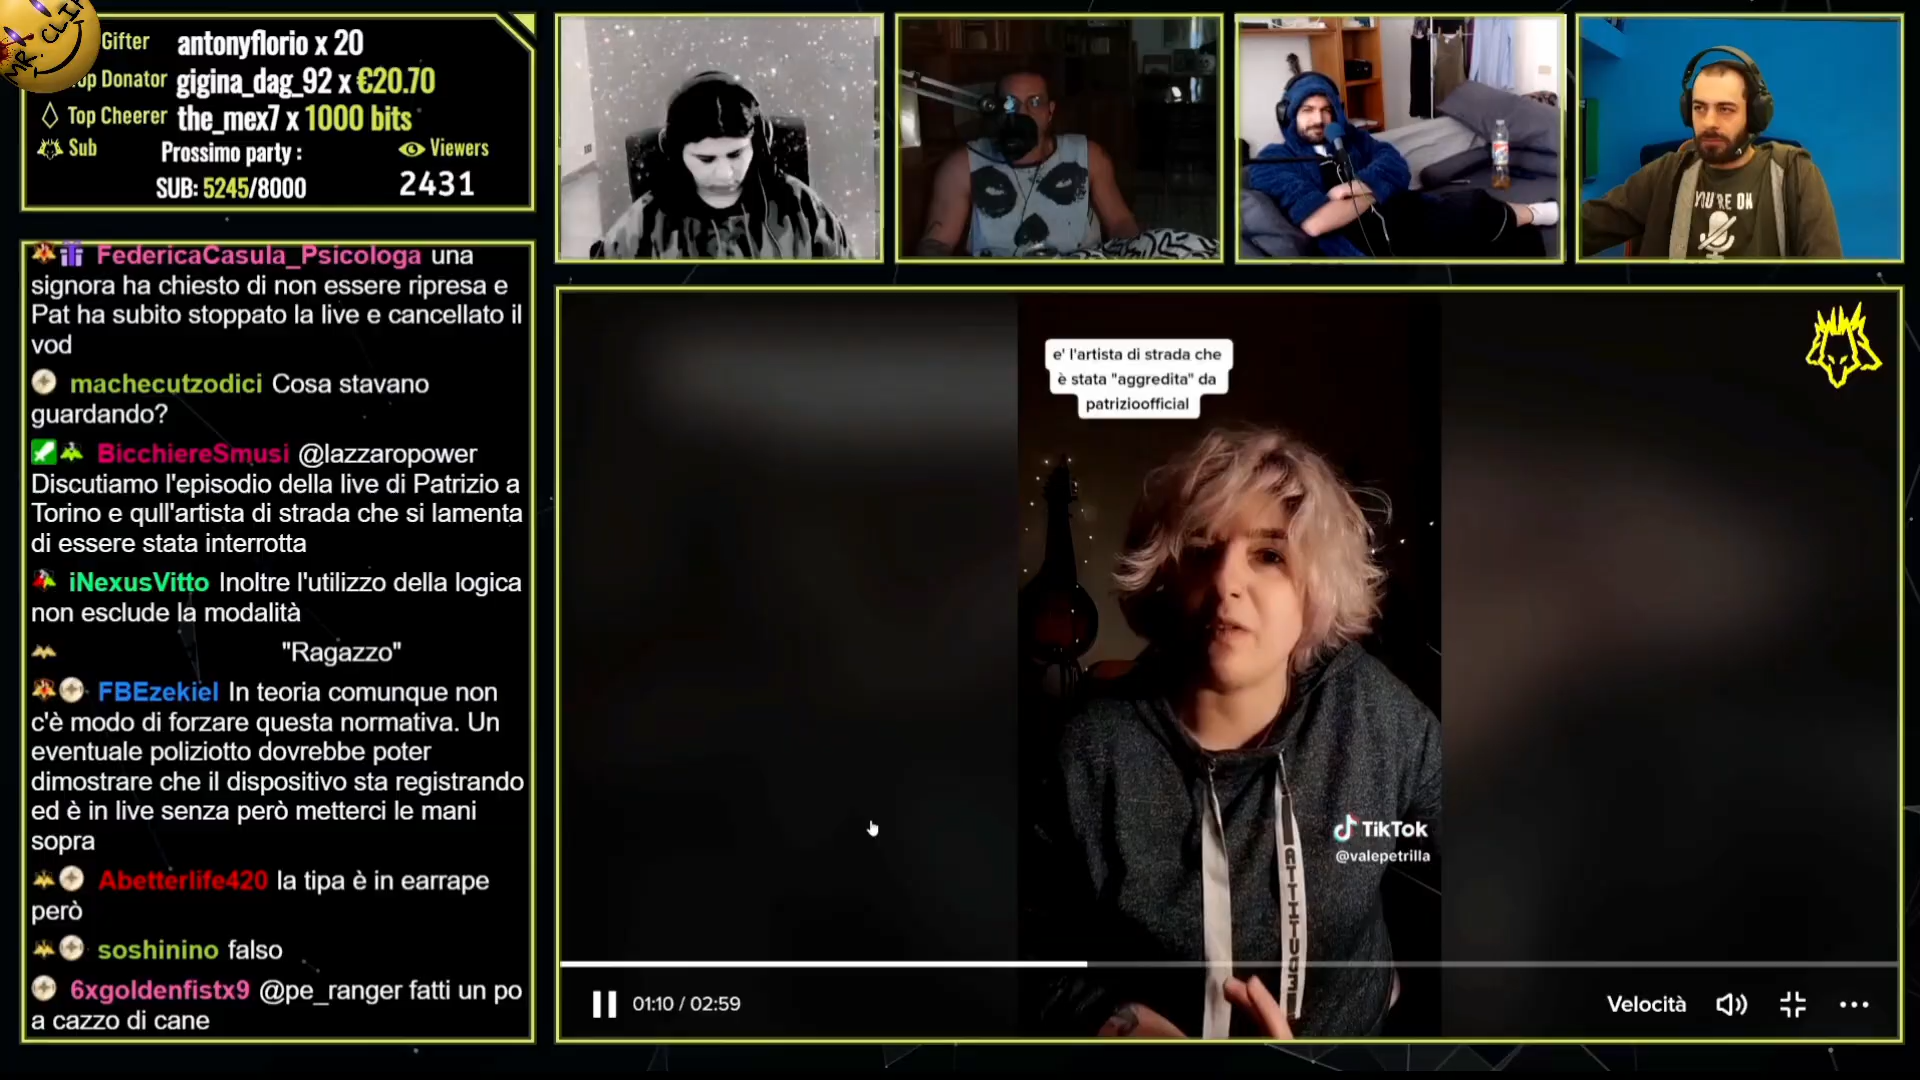 MR. CLIP
Gifter antonyflorio x 20
op Donator gigina_dag_92 x €20.70
Top Cheerer the_mex7 x 1000 bits
Sub Prossimo party : Viewers
SUB: 5245/8000 2431
FedericaCasula_Psicologa una
signora ha chiesto di non essere ripresa e
Pat ha subito stoppato la live e cancellato il
vod
machecutzodici Cosa stavano
guardando?
BicchiereSmusi @lazzaropower
Discutiamo l'episodio della live di Patrizio a
Torino e qull'artista di strada che si lamenta
di essere stata interrotta
iNexusVitto Inoltre l'utilizzo della logica
non esclude la modalità
"Ragazzo"
FBEzekiel In teoria comunque non
c'è modo di forzare questa normativa. Un
eventuale poliziotto dovrebbe poter
dimostrare che il dispositivo sta registrando
ed è in live senza però metterci le mani
sopra
Abetterlife420 la tipa è in earrape
però
soshinino falso
6xgoldenfistx9 @pe_ranger fatti un po
a cazzo di cane
YOU'RE ON
e' l'artista di strada che
è stata "aggredita" da
patrizioofficial
ATTITUDE
TikTok
@valepetrilla
01:10 / 02:59
Velocità